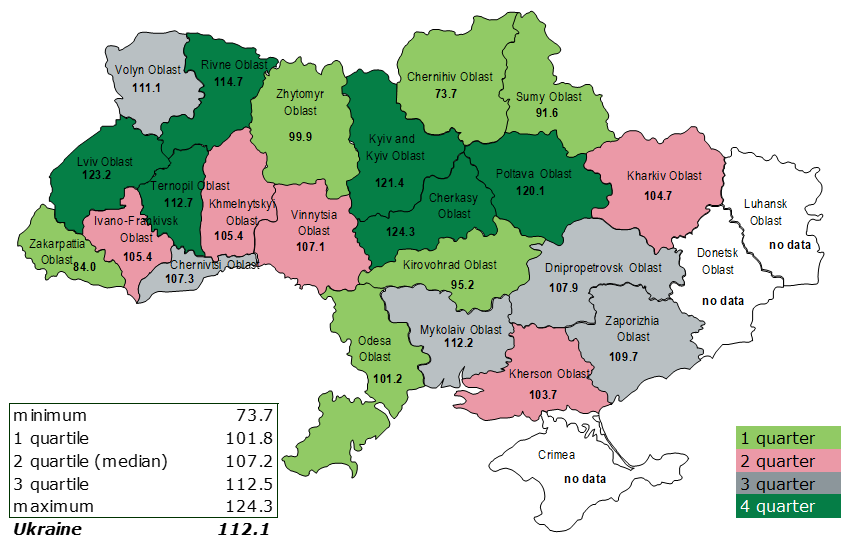 Volyn Oblast
111.1
Rivne Oblast
114.7
Zhytomyr
Oblast
99.9
Chernihiv Oblast
73.7
Sumy Oblast
91.6
Kyiv and
Kyiv Oblast
121.4
Lviv Oblast
123.2
Ternopil Oblast
112.7
Khmelnytskyi
Oblast
105.4
Ivano-Frankivsk
Oblast
105.4
Zakarpattia
Oblast
84.0
Chernivtsi Oblast
107.3
Vinnytsia
Oblast
107.1
Cherkasy
Oblast
124.3
Poltava Oblast
120.1
Kharkiv Oblast
104.7
Luhansk
Oblast
no data
Donetsk
Oblast
no data
Kirovohrad Oblast
95.2
Dnipropetrovsk Oblast
107.9
Zaporizhia
Oblast
109.7
Mykolaiv Oblast
112.2
Odesa
Oblast
101.2
Kherson Oblast
103.7
Crimea
no data
minimum 73.7
1 quartile 101.8
2 quartile (median) 107.2
3 quartile 112.5
maximum 124.3
Ukraine 112.1
1 quarter
2 quarter
3 quarter
4 quarter